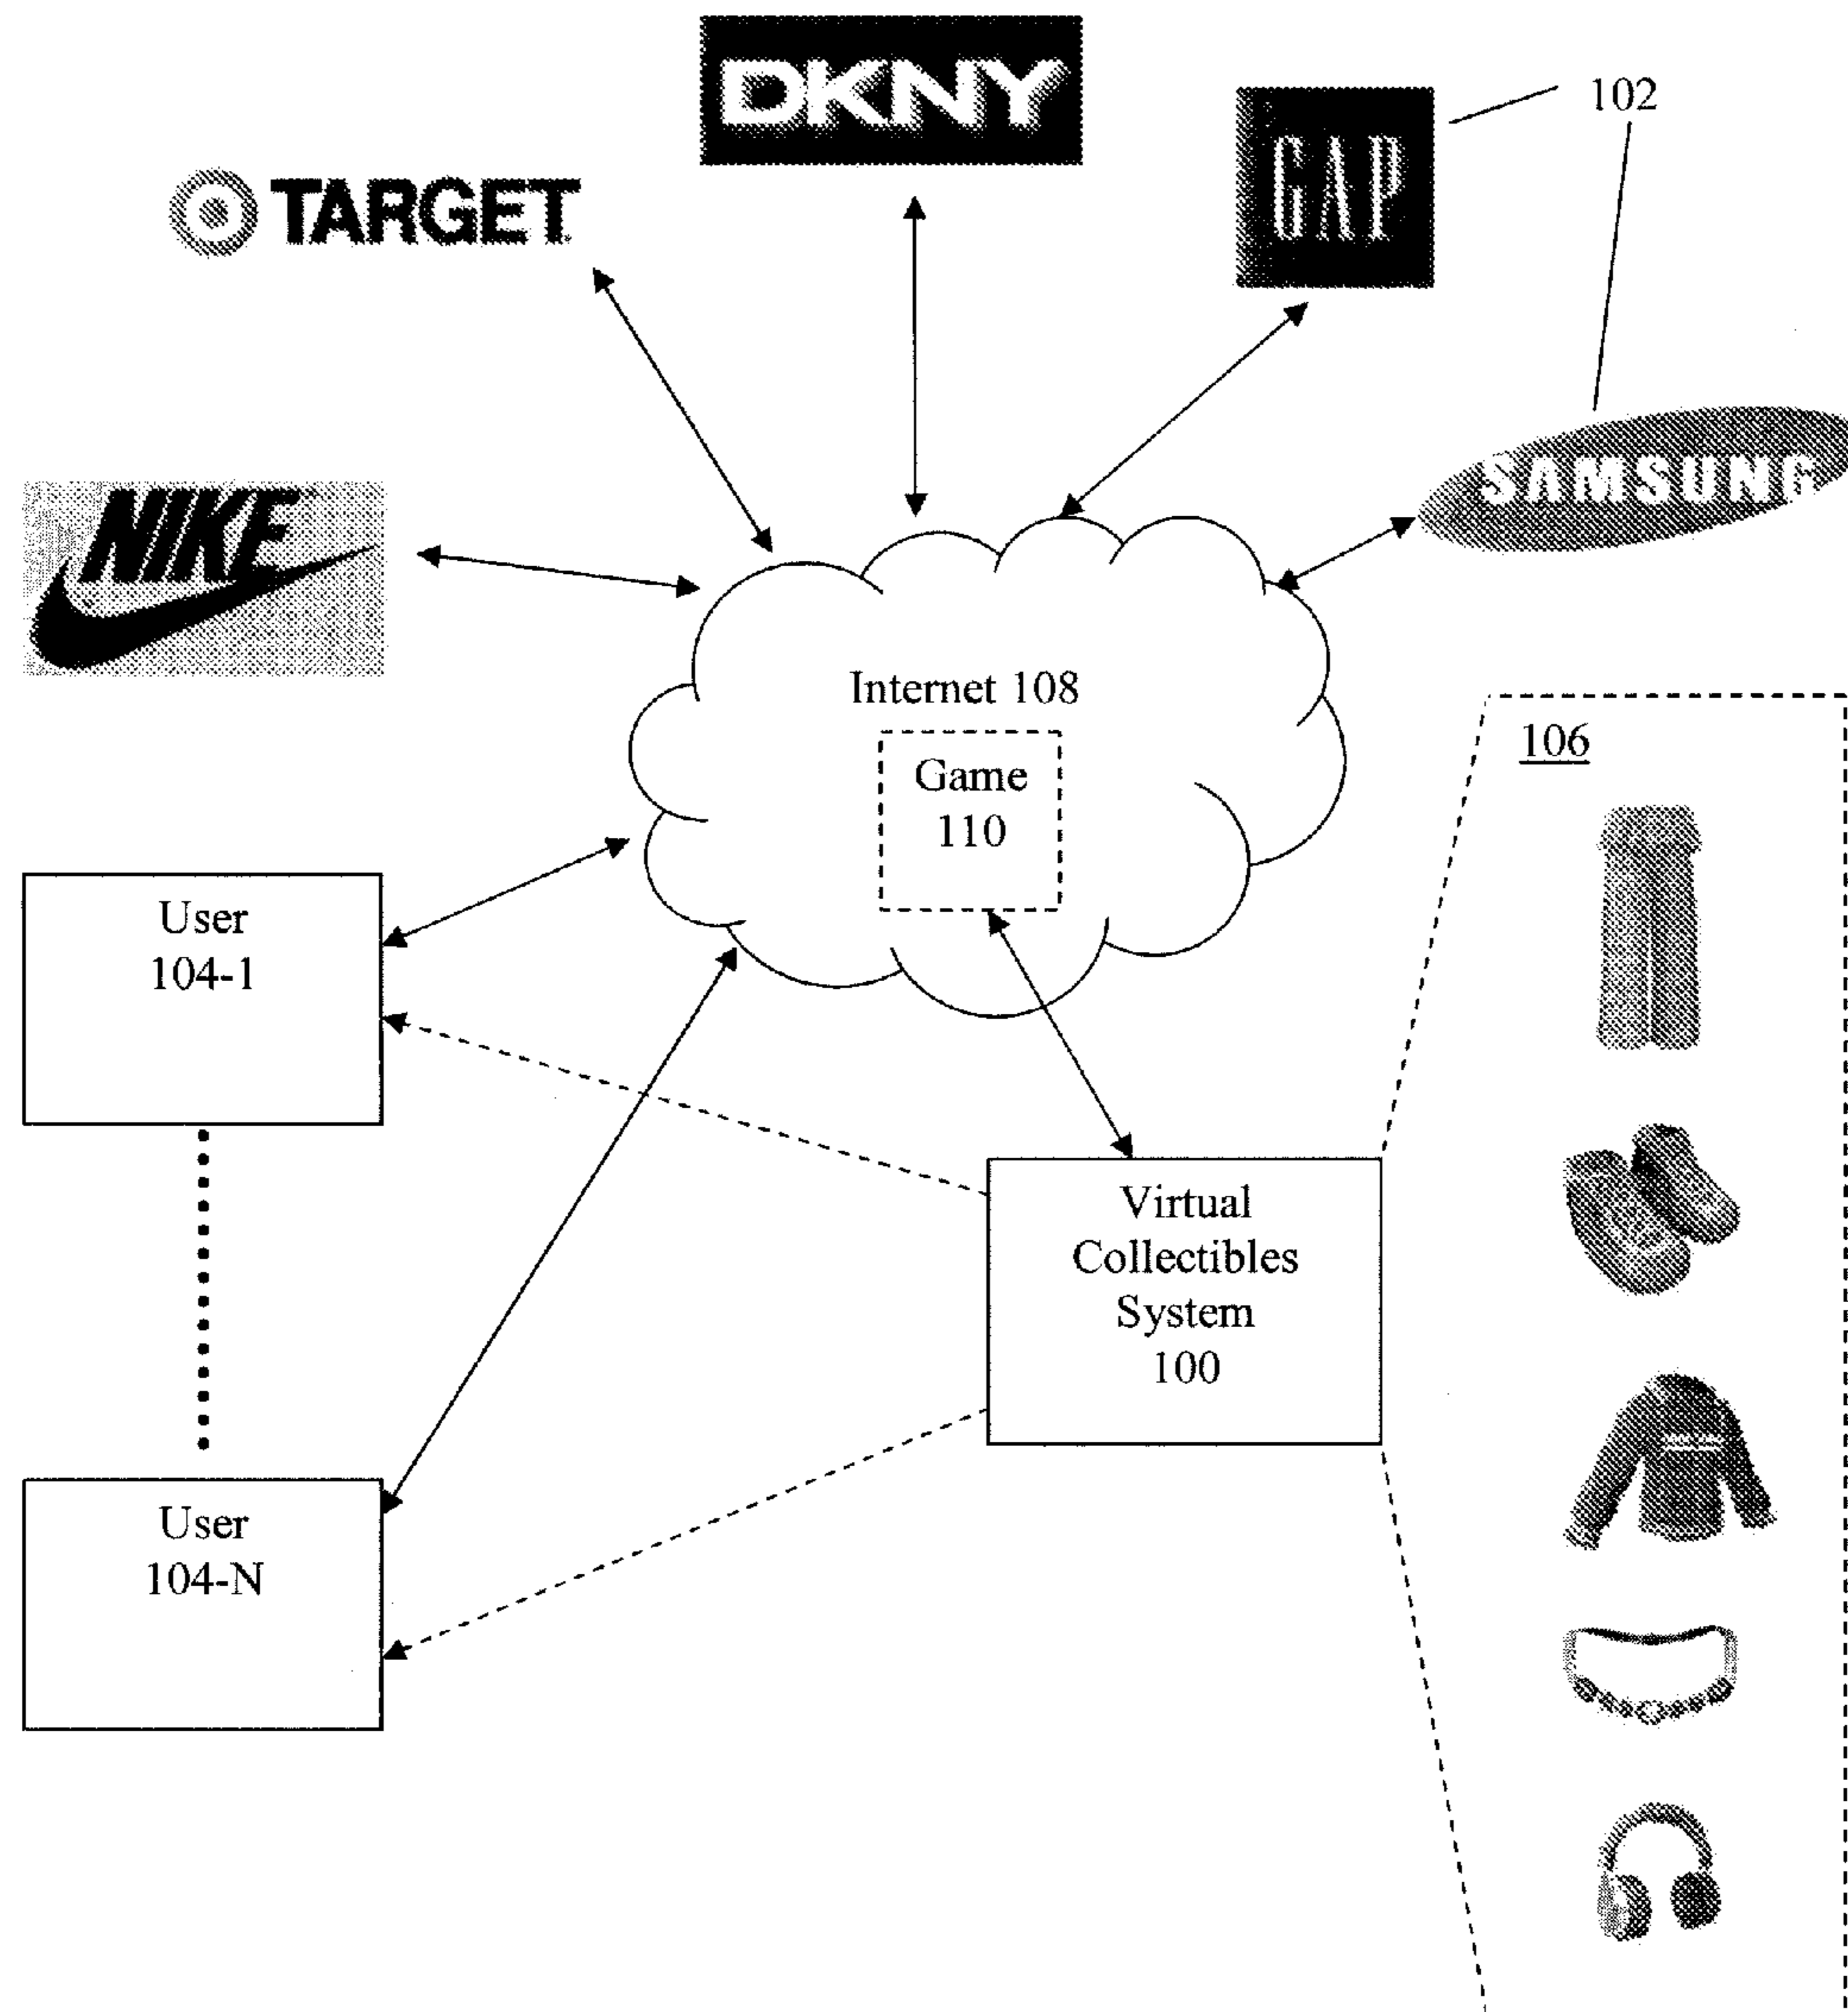 DKNY
102
GAP
TARGET
SAMSUNG
NIKE
Internet 108
106
Game
110
User
104-1
Virtual
Collectibles
System
100
User
104-N